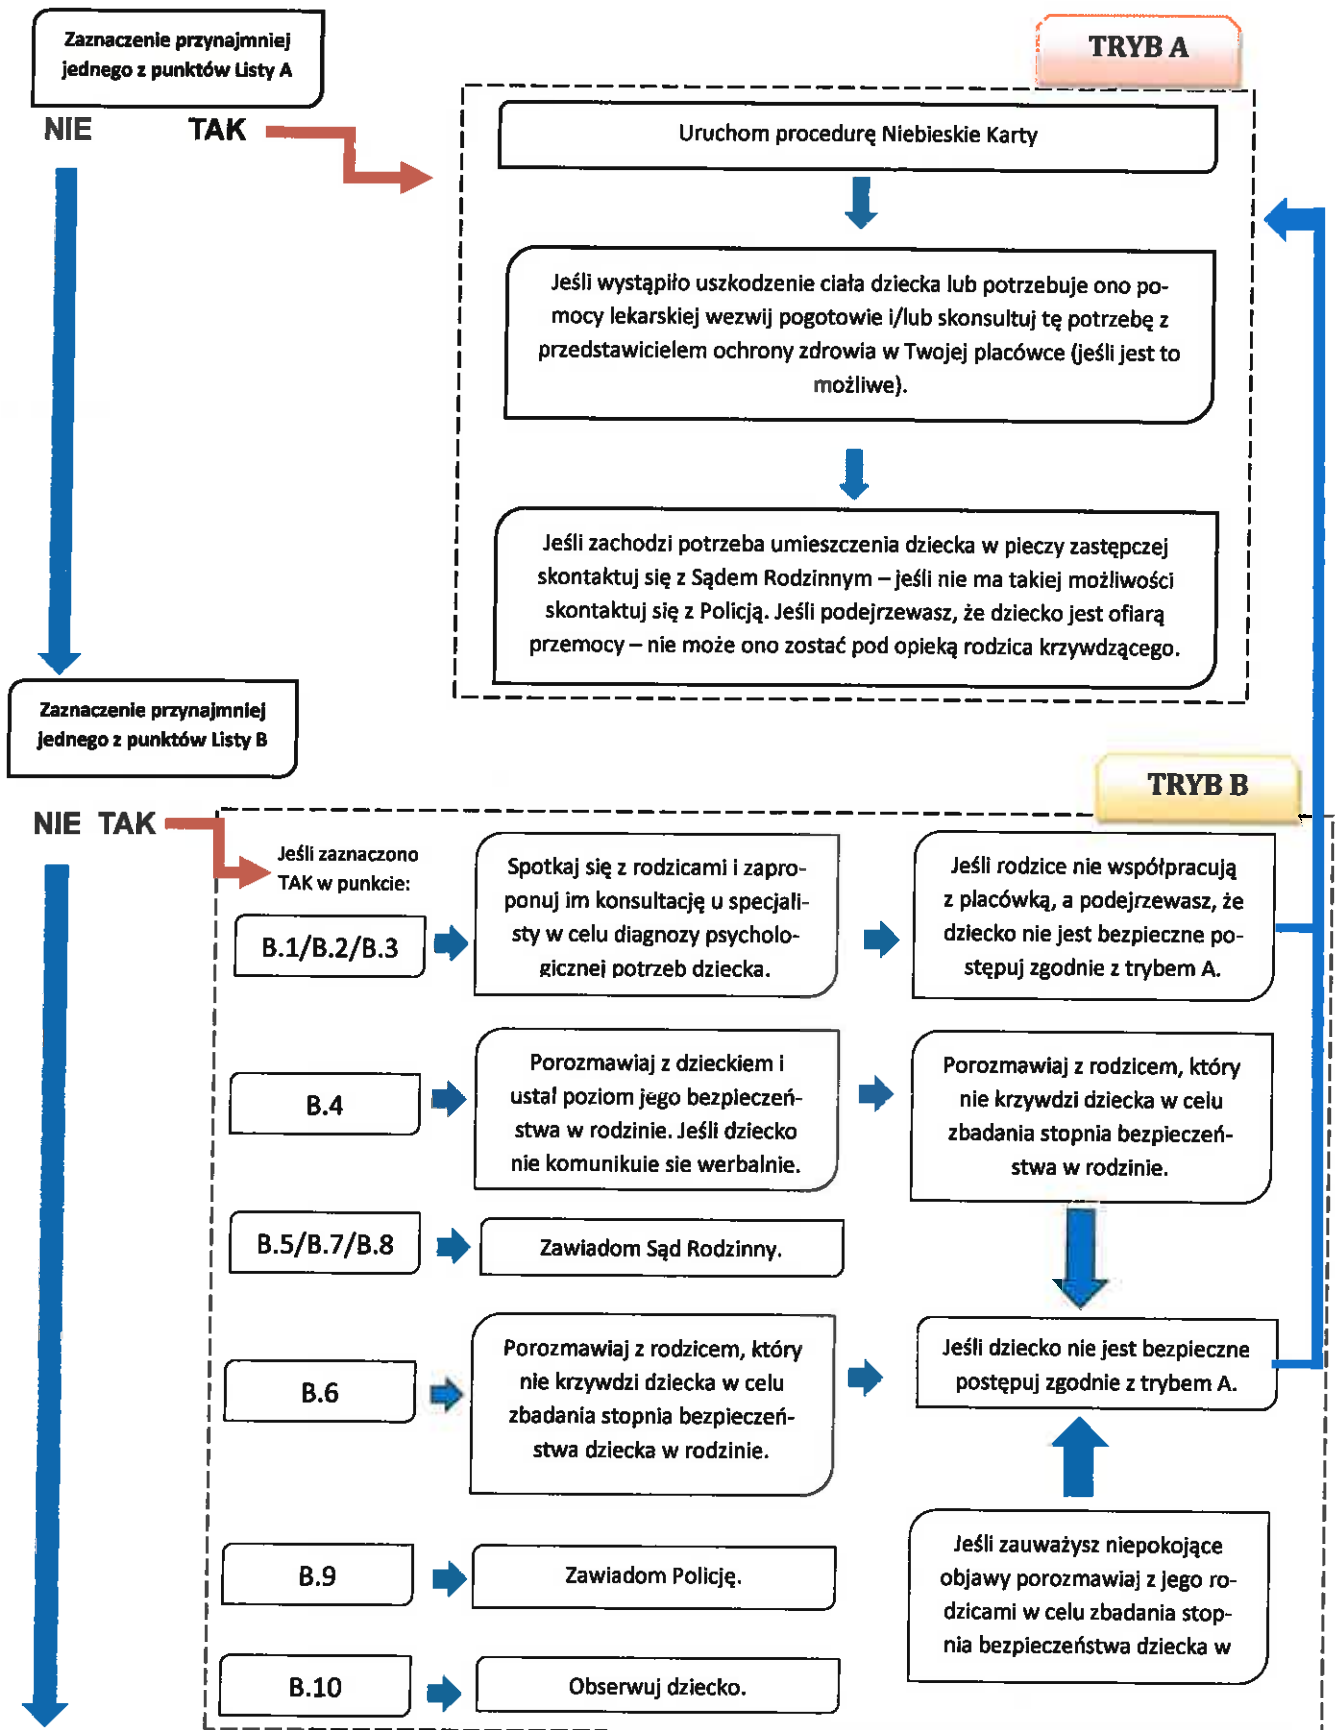 Zaznaczenie przynajmniej
jednego z punktów Listy A
NIE TAK
TRYB A
Uruchom procedurę Niebieskie Karty
Jeśli wystąpiło uszkodzenie ciała dziecka lub potrzebuje ono po-
mocy lekarskiej wezwij pogotowie i/lub skonsultuj tę potrzebę z
przedstawicielem ochrony zdrowia w Twojej placówce (jeśli jest to
możliwe).
Jeśli zachodzi potrzeba umieszczenia dziecka w pieczy zastępczej
skontaktuj się z Sądem Rodzinnym – jeśli nie ma takiej możliwości
skontaktuj się z Policją. Jeśli podejrzewasz, że dziecko jest ofiarą
przemocy – nie może ono zostać pod opieką rodzica krzywdzącego.
Zaznaczenie przynajmniej
jednego z punktów Listy B
NIE TAK
TRYB B
Jeśli zaznaczono
TAK w punkcie:
B.1/B.2/B.3
Spotkaj się z rodzicami i zapro-
ponuj im konsultację u specjali-
sty w celu diagnozy psycholo-
gicznej potrzeb dziecka.
Jeśli rodzice nie współpracują
z placówką, a podejrzewasz, że
dziecko nie jest bezpieczne po-
stępuj zgodnie z trybem A.
B.4
Porozmawiaj z dzieckiem i
ustal poziom jego bezpieczeń-
stwa w rodzinie. Jeśli dziecko
nie komunikuje sie werbalnie.
Porozmawiaj z rodzicem, który
nie krzywdzi dziecka w celu
zbadania stopnia bezpieczeń-
stwa w rodzinie.
B.5/B.7/B.8
Zawiadom Sąd Rodzinny.
B.6
Porozmawiaj z rodzicem, który
nie krzywdzi dziecka w celu
zbadania stopnia bezpieczeń-
stwa dziecka w rodzinie.
Jeśli dziecko nie jest bezpieczne
postępuj zgodnie z trybem A.
B.9
Zawiadom Policję.
Jeśli zauważysz niepokojące
objawy porozmawiaj z jego ro-
dzicami w celu zbadania stop-
nia bezpieczeństwa dziecka w
B.10
Obserwuj dziecko.